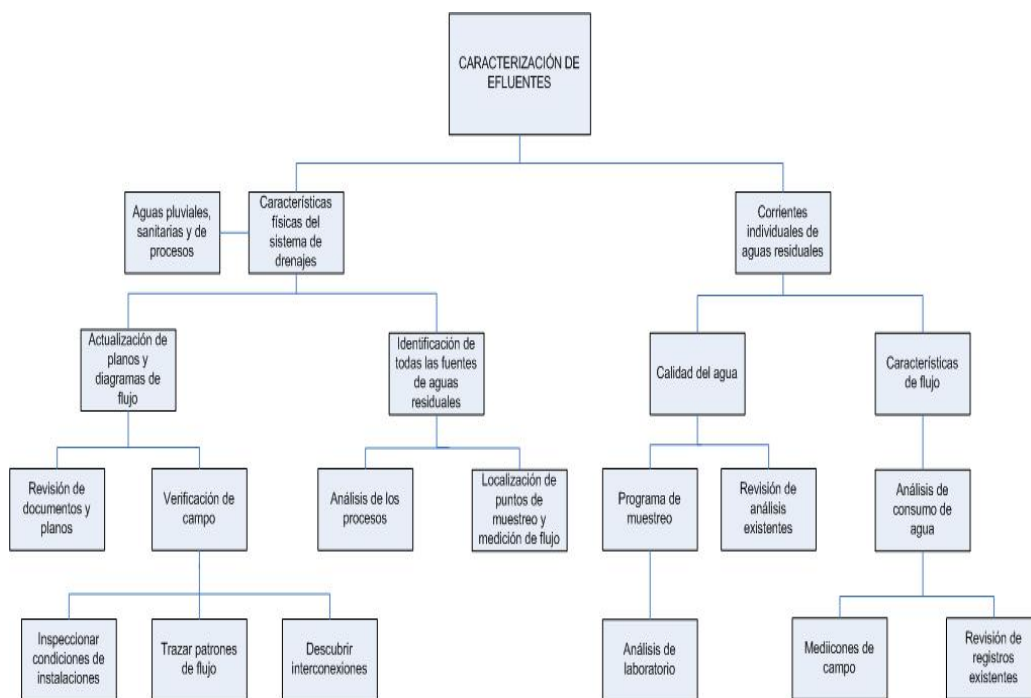 CARACTERIZACIÓN DE
EFLUENTES
Aguas pluviales,
sanitarias y de
procesos
Características
físicas del
sistema de
drenajes
Corrientes
individuales de
aguas residuales
Actualización de
planos y
diagramas de
flujo
Identificación de
todas las fuentes
de aguas
residuales
Calidad del agua
Características
de flujo
Revisión de
documentos y
planos
Verificación de
campo
Análisis de los
procesos
Localización de
puntos de
muestreo y
medición de flujo
Programa de
muestreo
Revisión de
análisis
existentes
Análisis de
consumo de
agua
Inspeccionar
condiciones de
instalaciones
Trazar patrones
de flujo
Descubrir
interconexiones
Análisis de
laboratorio
Mediicones de
campo
Revisión de
registros
existentes